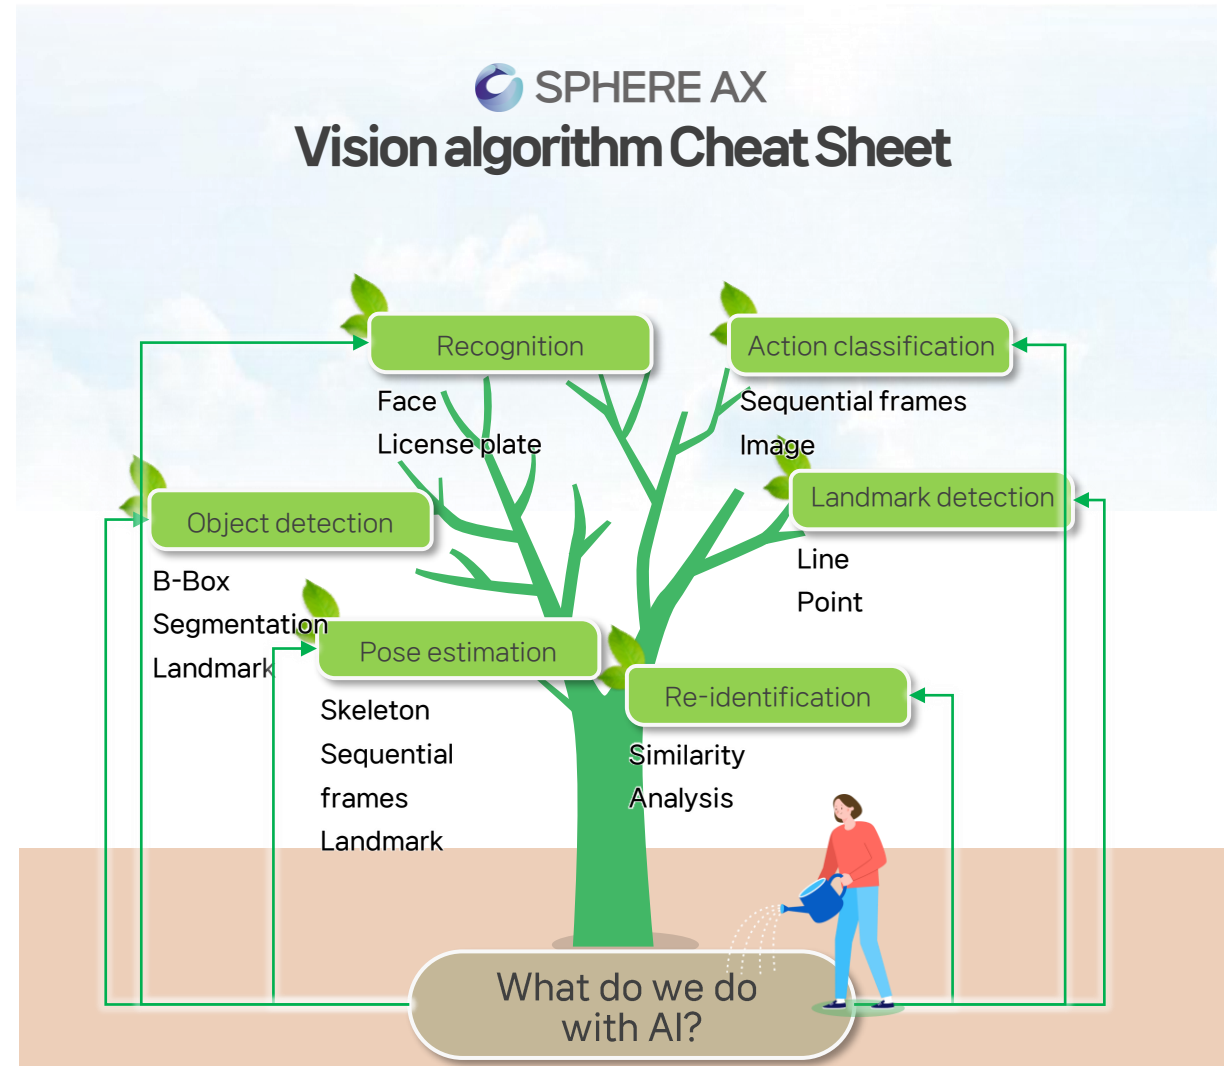 SPHERE AX
Vision algorithm Cheat Sheet
Recognition
Face
License plate
Action classification
Sequential frames
Image
Object detection
B-Box
Segmentation
Landmark
Landmark detection
Line
Point
Pose estimation
Skeleton
Sequential
frames
Landmark
Re-identification
Similarity
Analysis
What do we do
with AI?